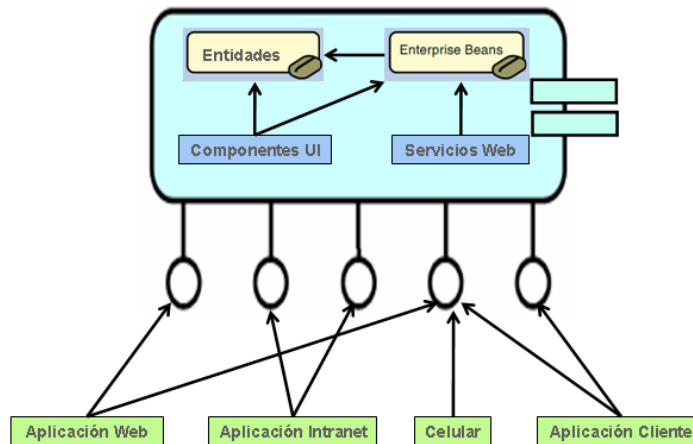 Entidades
Enterprise Beans
Componentes UI
Servicios Web
Aplicación Web
Aplicación Intranet
Celular
Aplicación Cliente